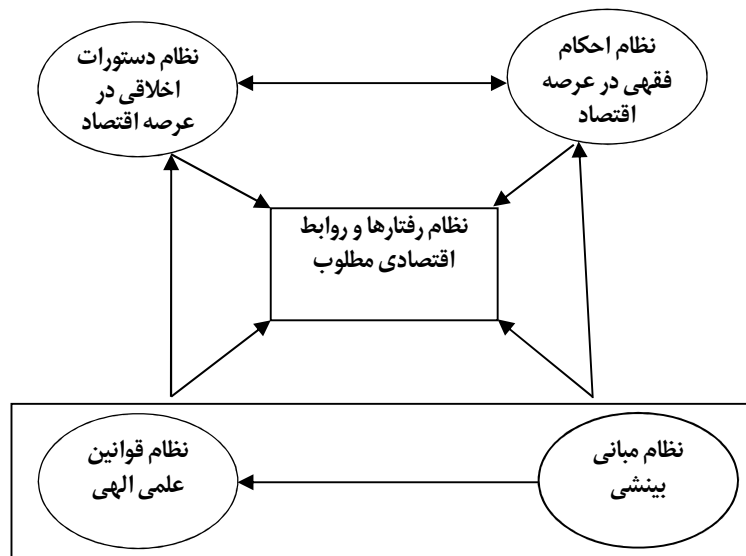 نظام احکام
فقهی در عرصه
اقتصاد
نظام دستورات
اخلاقی در
عرصه اقتصاد
نظام رفتارها و روابط
اقتصادی مطلوب
نظام مبانی
بینشی
نظام قوانین
علمی الهی